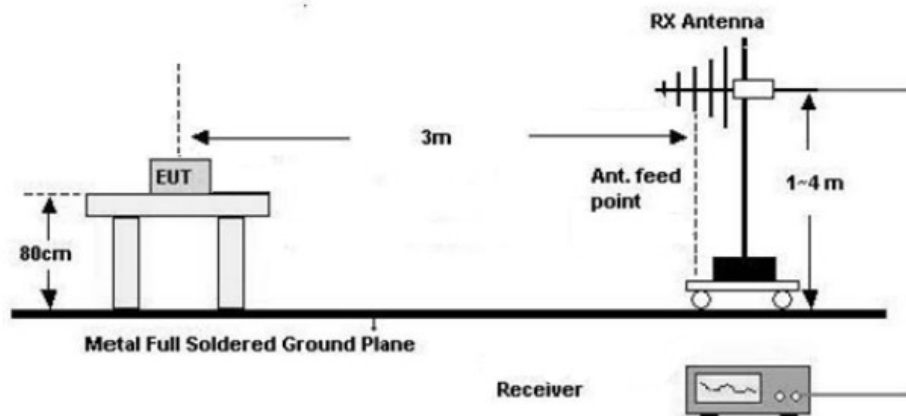 RX Antenna
3m
EUT
Ant. feed
point
1~4 m
80cm
Metal Full Soldered Ground Plane
Receiver